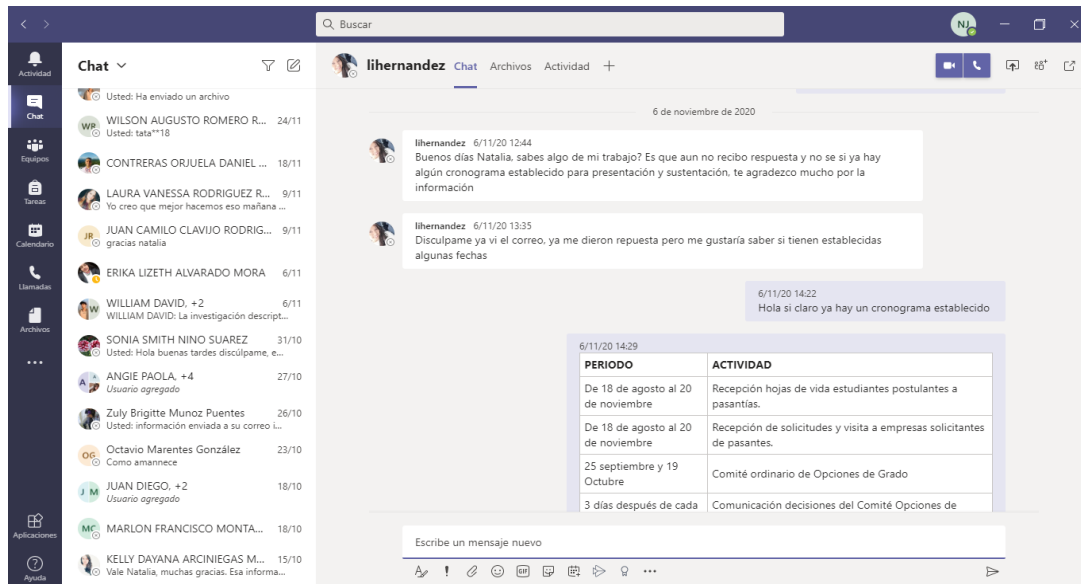 Buscar
NJ
Actividad
Chat
Equipos
Tareas
Calendario
Llamadas
Archivos
Aplicaciones
Ayuda
Chat
Usted: Ha enviado un archivo
WR
WILSON AUGUSTO ROMERO R... 24/11
Usted: tata**18
CONTRERAS ORJUELA DANIEL ... 18/11
LAURA VANESSA RODRIGUEZ R... 9/11
Yo creo que mejor hacemos eso mañana ...
JR
JUAN CAMILO CLAVIJO RODRIG... 9/11
gracias natalia
ERIKA LIZETH ALVARADO MORA 6/11
W
WILLIAM DAVID, +2 6/11
WILLIAM DAVID: La investigación descript...
SONIA SMITH NINO SUAREZ 31/10
Usted: Hola buenas tardes discúlpame, e...
A
ANGIE PAOLA, +4 27/10
Usuario agregado
Zuly Brigitte Munoz Puentes 26/10
Usted: información enviada a su correo i...
OG
Octavio Marentes González 23/10
Como amannece
J M
JUAN DIEGO, +2 18/10
Usuario agregado
MC
MARLON FRANCISCO MONTA... 18/10
KELLY DAYANA ARCINIEGAS M... 15/10
Vale Natalia, muchas gracias. Esa informa...
lihernandez Chat Archivos Actividad
6 de noviembre de 2020
lihernandez 6/11/20 12:44
Buenos días Natalia, sabes algo de mi trabajo? Es que aun no recibo respuesta y no se si ya hay
algún cronograma establecido para presentación y sustentación, te agradezco mucho por la
información
lihernandez 6/11/20 13:35
Disculpame ya vi el correo, ya me dieron repuesta pero me gustaría saber si tienen establecidas
algunas fechas
6/11/20 14:22
Hola si claro ya hay un cronograma establecido
6/11/20 14:29
PERIODO ACTIVIDAD
De 18 de agosto al 20 Recepción hojas de vida estudiantes postulantes a
de noviembre pasantías.
De 18 de agosto al 20 Recepción de solicitudes y visita a empresas solicitantes
de noviembre de pasantes.
25 septiembre y 19
Octubre Comité ordinario de Opciones de Grado
3 días después de cada Comunicación decisiones del Comité Opciones de
Escribe un mensaje nuevo
GIF